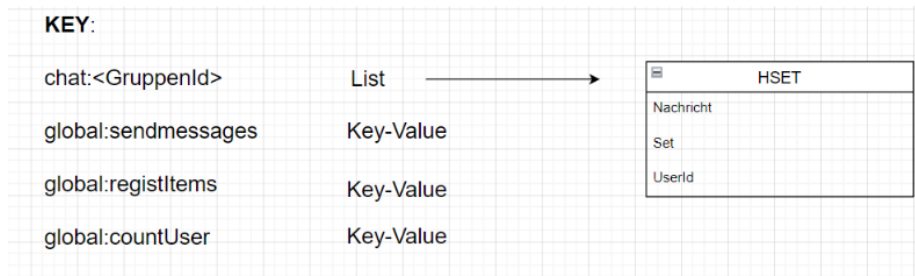 KEY:
chat:<GruppenId> List
HSET
Nachricht
Set
UserId
global:sendmessages Key-Value
global:registItems Key-Value
global:countUser Key-Value